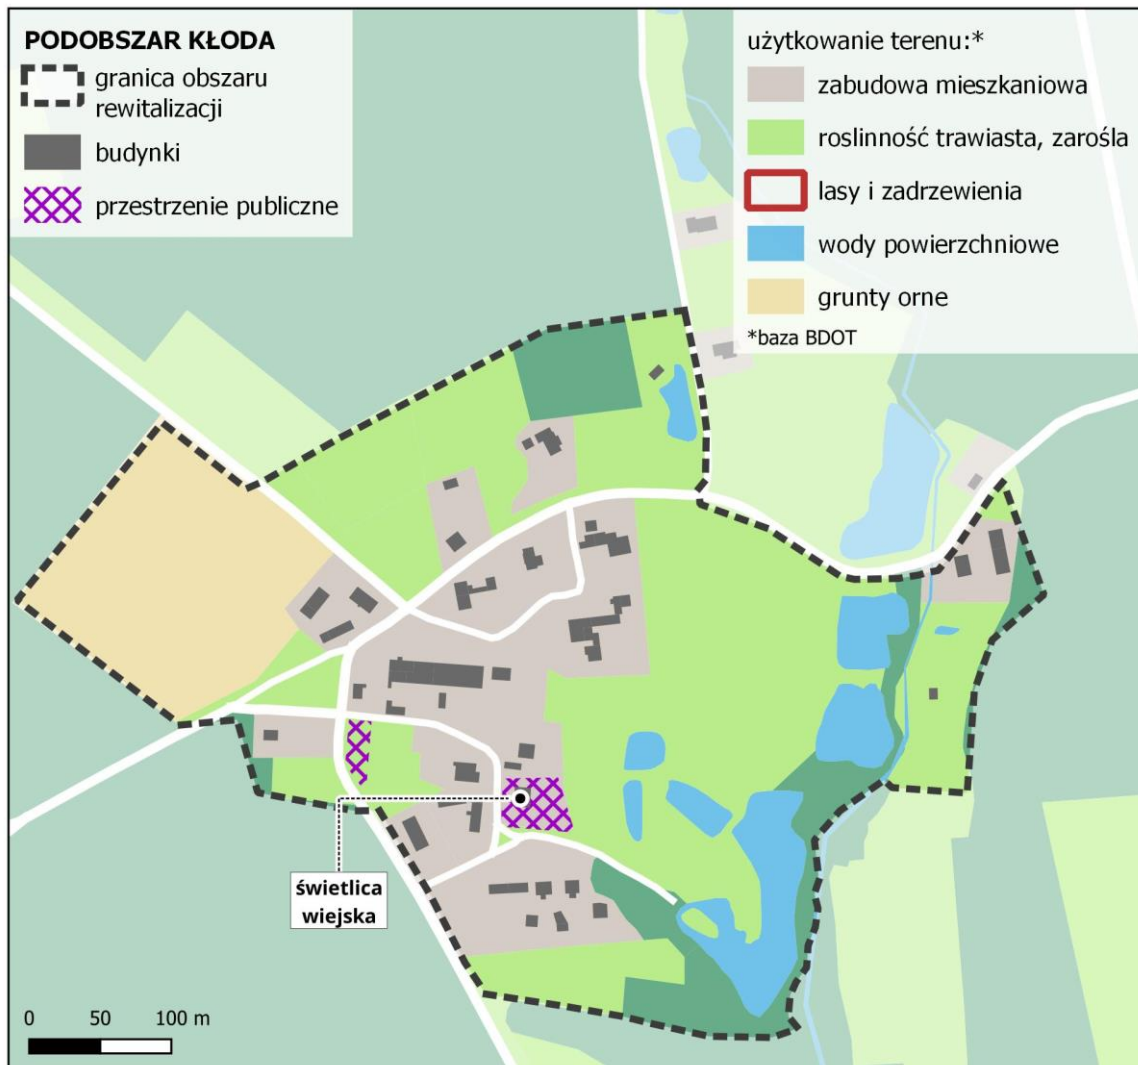 PODOBSZAR KŁODA
granica obszaru
rewitalizacji
budynki
przestrzenie publiczne
użytkowanie terenu:*
zabudowa mieszkaniowa
roslinność trawiasta, zarośla
lasy i zadrzewienia
wody powierzchniowe
grunty orne
*baza BDOT
świetlica
wiejska
0 50 100 m